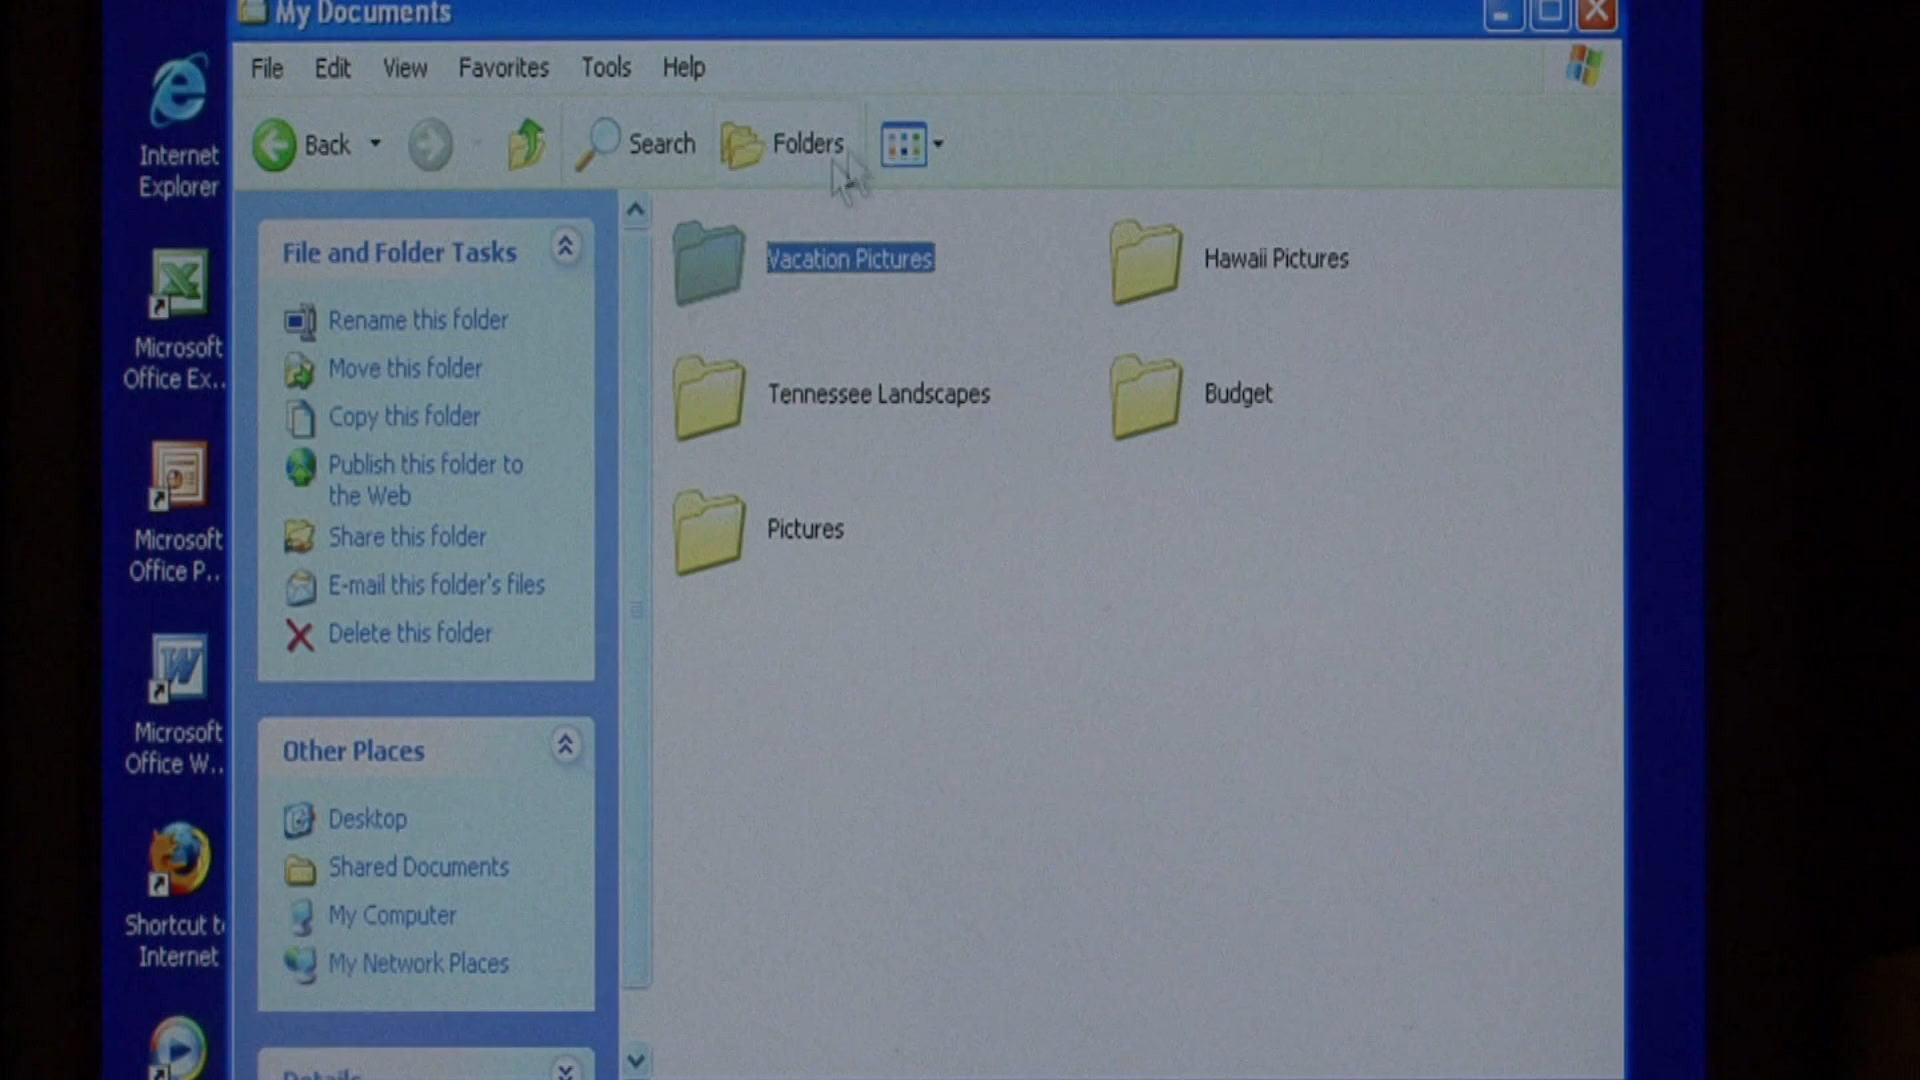 My Documents
File Edit View Favorites Tools Help
Back Search Folders
Internet
Explorer
Microsoft
Office Ex..
Microsoft
Office P..
Microsoft
Office W..
Shortcut t
Internet
File and Folder Tasks
Rename this folder
Move this folder
Copy this folder
Publish this folder to
the Web
Share this folder
E-mail this folder's files
Delete this folder
Other Places
Desktop
Shared Documents
My Computer
My Network Places
Details
Vacation Pictures
Hawaii Pictures
Tennessee Landscapes
Budget
Pictures